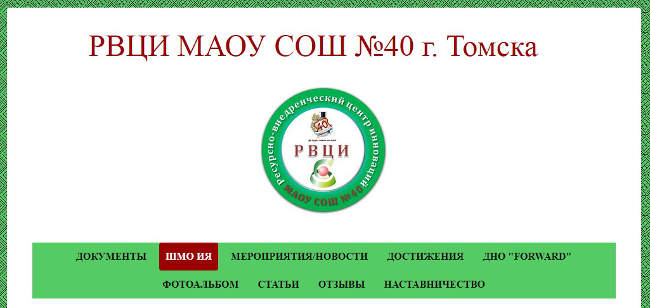 РВЦИ МАОУ СОШ №40 г. Томска
Ресурсно-внедренческий центр инноваций
40
РВЦИ
МАОУ СОШ №40
ДОКУМЕНТЫ ШМО ИЯ МЕРОПРИЯТИЯ/НОВОСТИ ДОСТИЖЕНИЯ ДНО "FORWARD"
ФОТОАЛЬБОМ СТАТЬИ ОТЗЫВЫ НАСТАВНИЧЕСТВО